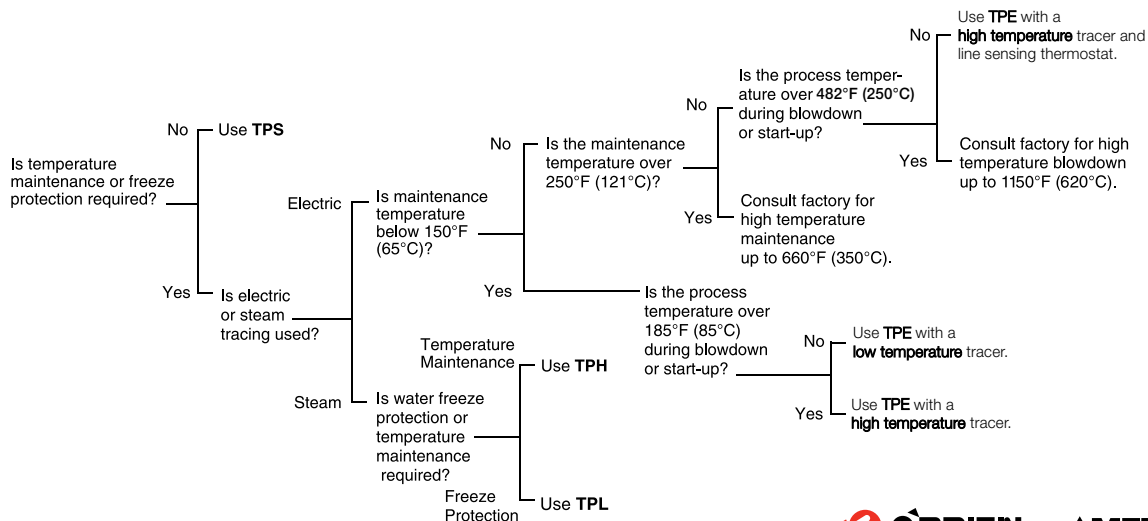 Is temperature
maintenance or freeze
protection required?
No
Use TPS
Yes
Is electric
or steam
tracing used?
Electric
Is maintenance
temperature
below 150°F
(65°C)?
No
Is the maintenance
temperature over
250°F (121°C)?
No
Is the process temper-
ature over 482°F (250°C)
during blowdown
or start-up?
No
Use TPE with a
high temperature tracer and
line sensing thermostat.
Yes
Consult factory for high
temperature blowdown
up to 1150°F (620°C).
Yes
Consult factory for
high temperature
maintenance
up to 660°F (350°C).
Yes
Is the process
temperature over
185°F (85°C)
during blowdown
or start-up?
No
Use TPE with a
low temperature tracer.
Yes
Use TPE with a
high temperature tracer.
Steam
Is water freeze
protection or
temperature
maintenance
required?
Temperature
Maintenance
Use TPH
Freeze
Protection
Use TPL